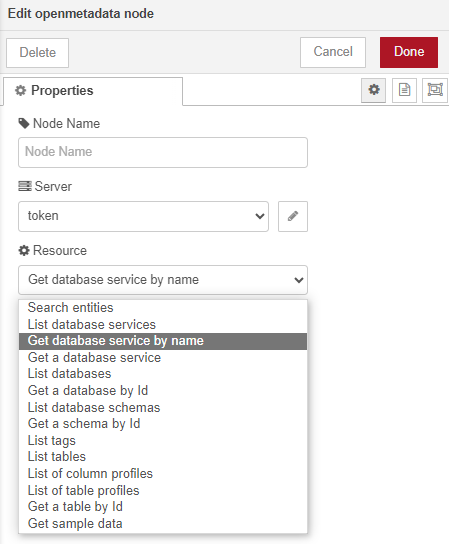 Edit openmetadata node
Delete
Cancel
Done
Properties
Node Name
Node Name
Server
token
Resource
Get database service by name
Search entities
List database services
Get database service by name
Get a database service
List databases
Get a database by Id
List database schemas
Get a schema by Id
List tags
List tables
List of column profiles
List of table profiles
Get a table by Id
Get sample data